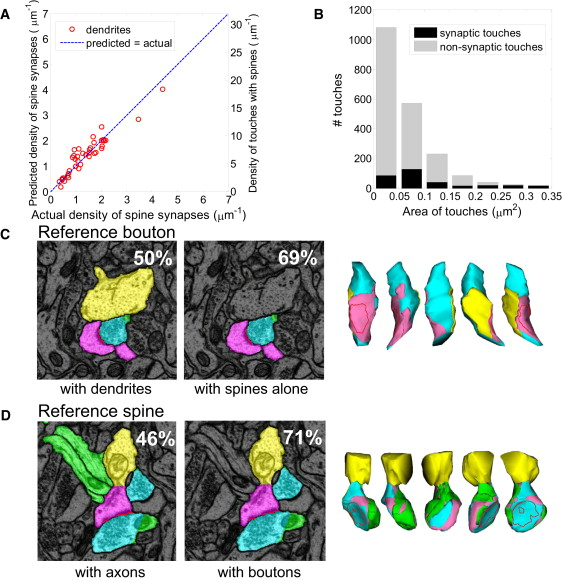 A
7
6
5
4
3
2
1
0
Predicted density of spine synapses (μm⁻¹)
dendrites
predicted = actual
30
25
20
15
10
5
0
Density of touches with spines (μm⁻¹)
0 1 2 3 4 5 6 7
Actual density of spine synapses (μm⁻¹)
B
1200
1000
800
600
400
200
0
# touches
synaptic touches
non-synaptic touches
0 0.05 0.1 0.15 0.2 0.25 0.3 0.35
Area of touches (μm²)
C Reference bouton
50% 69%
with dendrites with spines alone
D Reference spine
46% 71%
with axons with boutons